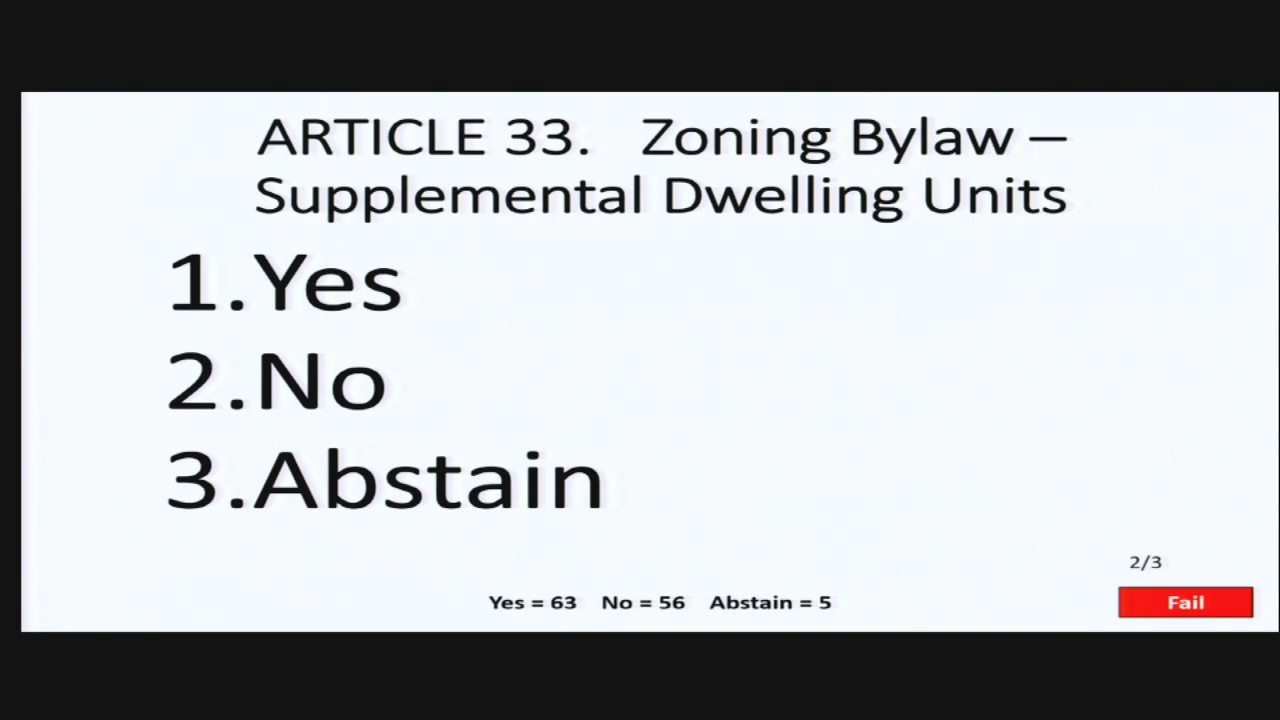 ARTICLE 33. Zoning Bylaw –
Supplemental Dwelling Units
1.Yes
2.No
3.Abstain
2/3
Yes = 63 No = 56 Abstain = 5
Fail